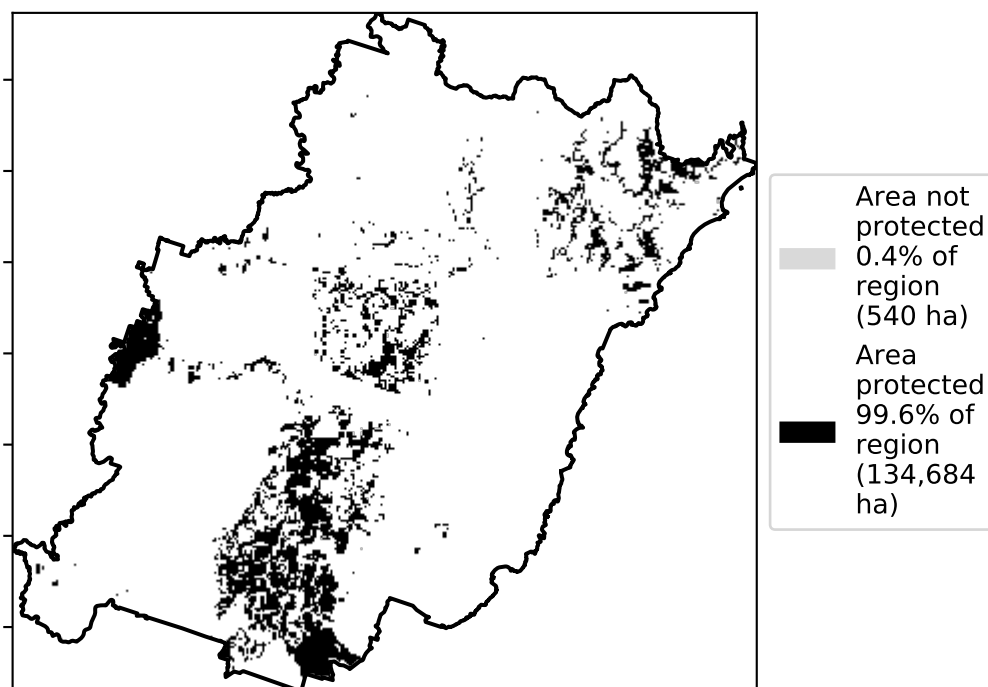 Area not
protected
0.4% of
region
(540 ha)
Area
protected
99.6% of
region
(134,684
ha)